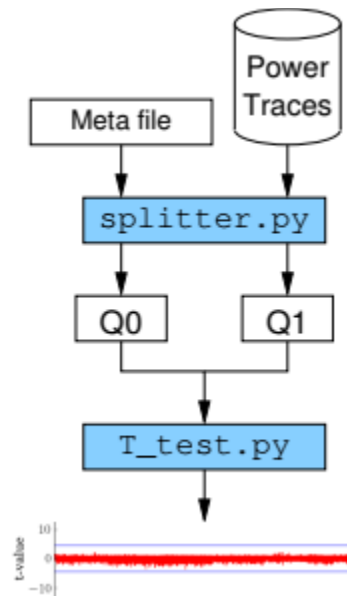 Power
Traces
Meta file
splitter.py
Q0
Q1
T_test.py
t-value
10
0
−10